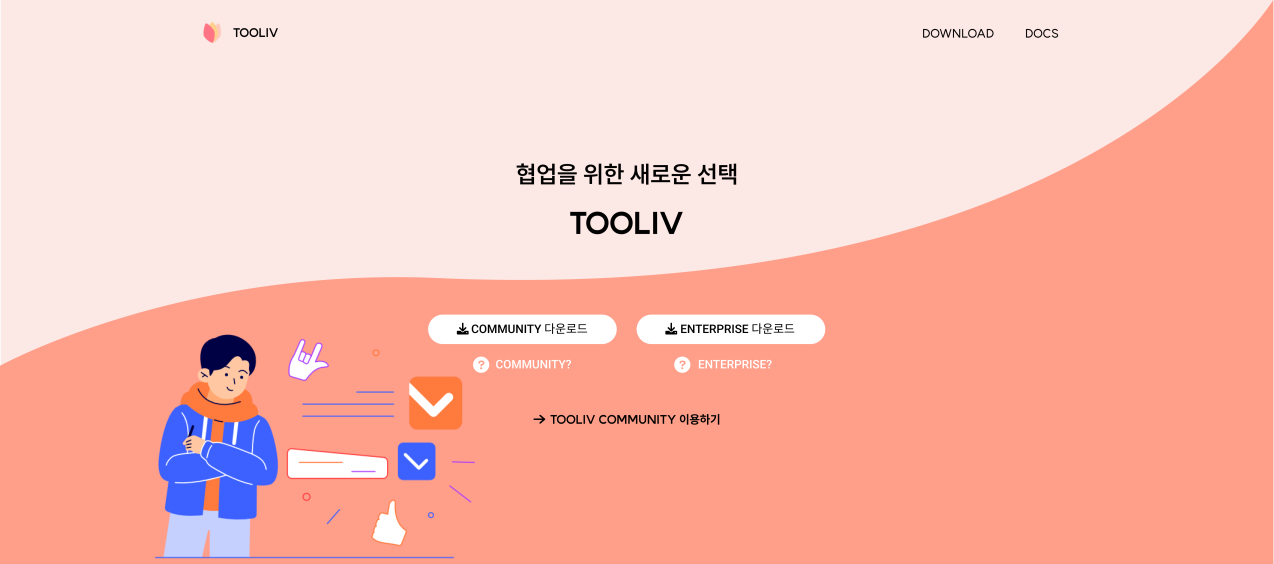 TOOLIV
DOWNLOAD DOCS
협업을 위한 새로운 선택
TOOLIV
COMMUNITY 다운로드
ENTERPRISE 다운로드
? COMMUNITY?
? ENTERPRISE?
→ TOOLIV COMMUNITY 이용하기